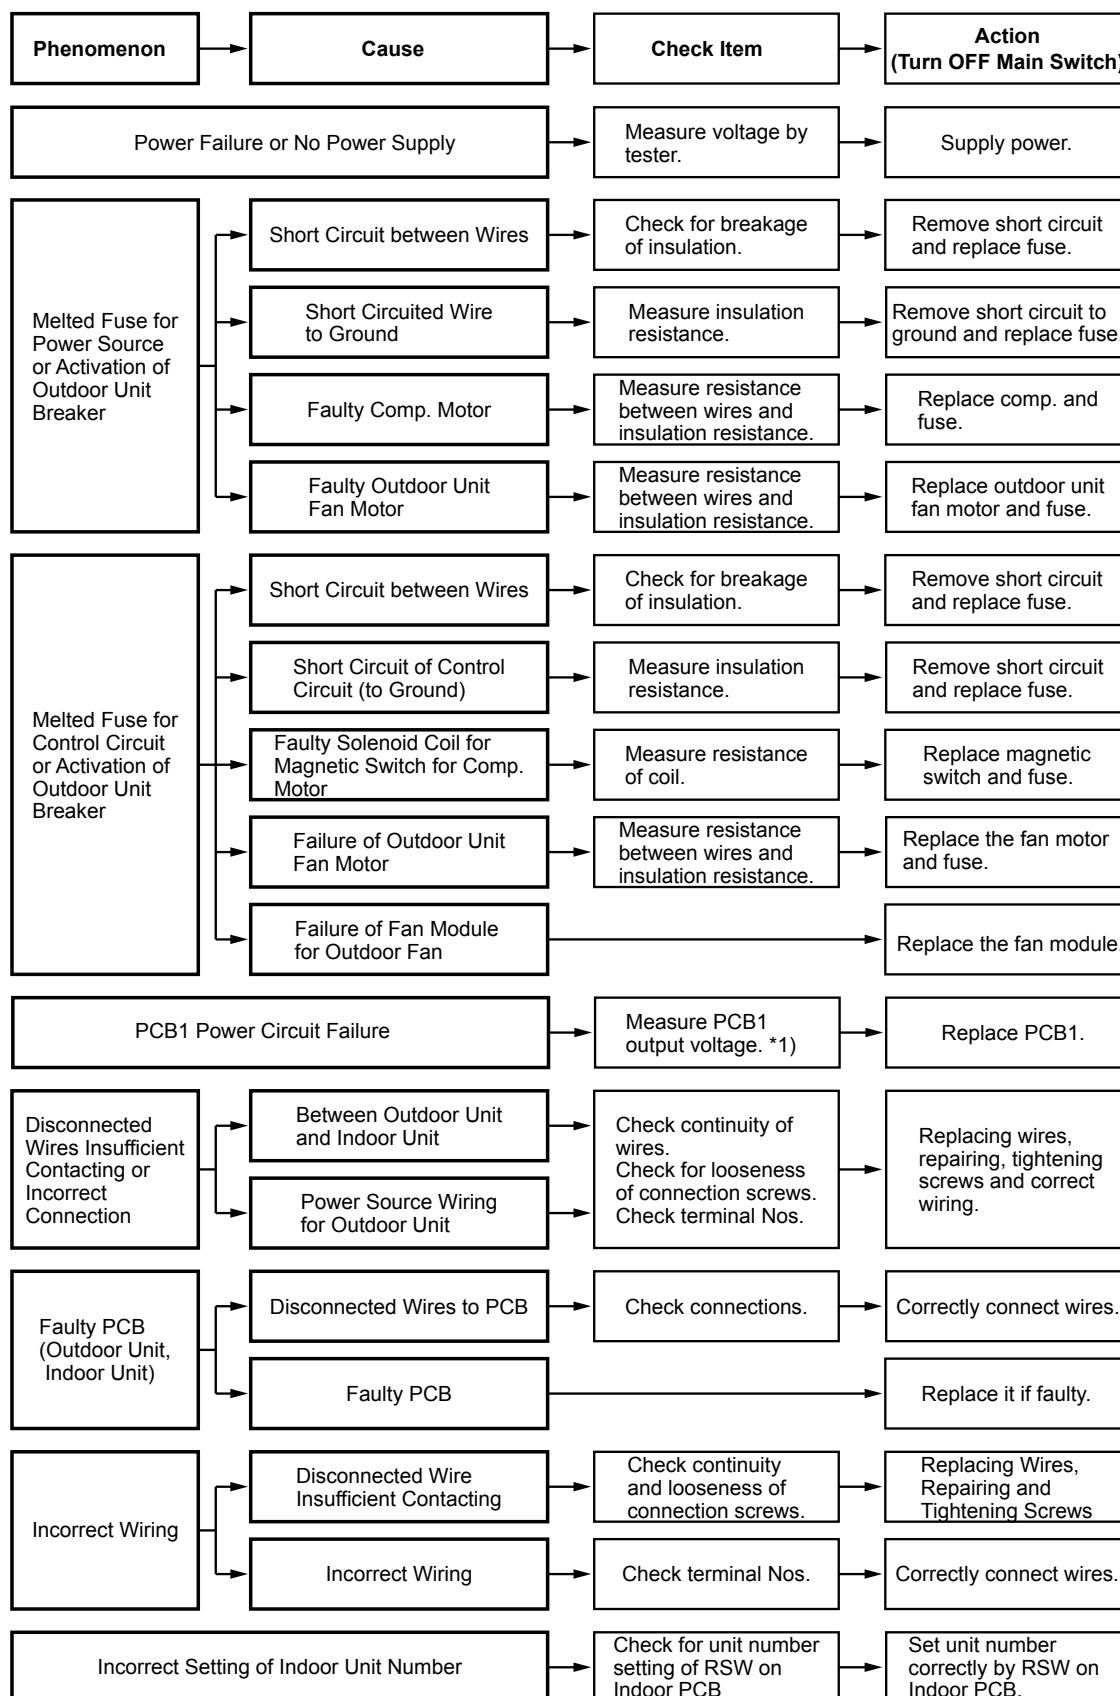 Phenomenon
Cause
Check Item
Action
(Turn OFF Main Switch)
Power Failure or No Power Supply
Measure voltage by
tester.
Supply power.
Melted Fuse for
Power Source
or Activation of
Outdoor Unit
Breaker
Short Circuit between Wires
Check for breakage
of insulation.
Remove short circuit
and replace fuse.
Short Circuited Wire
to Ground
Measure insulation
resistance.
Remove short circuit to
ground and replace fuse.
Faulty Comp. Motor
Measure resistance
between wires and
insulation resistance.
Replace comp. and
fuse.
Faulty Outdoor Unit
Fan Motor
Measure resistance
between wires and
insulation resistance.
Replace outdoor unit
fan motor and fuse.
Melted Fuse for
Control Circuit
or Activation of
Outdoor Unit
Breaker
Short Circuit between Wires
Check for breakage
of insulation.
Remove short circuit
and replace fuse.
Short Circuit of Control
Circuit (to Ground)
Measure insulation
resistance.
Remove short circuit
and replace fuse.
Faulty Solenoid Coil for
Magnetic Switch for Comp.
Motor
Measure resistance
of coil.
Replace magnetic
switch and fuse.
Failure of Outdoor Unit
Fan Motor
Measure resistance
between wires and
insulation resistance.
Replace the fan motor
and fuse.
Failure of Fan Module
for Outdoor Fan
Replace the fan module
PCB1 Power Circuit Failure
Measure PCB1
output voltage. *1)
Replace PCB1.
Disconnected
Wires Insufficient
Contacting or
Incorrect
Connection
Between Outdoor Unit
and Indoor Unit
Power Source Wiring
for Outdoor Unit
Check continuity of
wires.
Check for looseness
of connection screws.
Check terminal Nos.
Replacing wires,
repairing, tightening
screws and correct
wiring.
Faulty PCB
(Outdoor Unit,
Indoor Unit)
Disconnected Wires to PCB
Check connections.
Correctly connect wires.
Faulty PCB
Replace it if faulty.
Incorrect Wiring
Disconnected Wire
Insufficient Contacting
Check continuity
and looseness of
connection screws.
Replacing Wires,
Repairing and
Tightening Screws
Incorrect Wiring
Check terminal Nos.
Correctly connect wires.
Incorrect Setting of Indoor Unit Number
Check for unit number
setting of RSW on
Indoor PCB
Set unit number
correctly by RSW on
Indoor PCB.